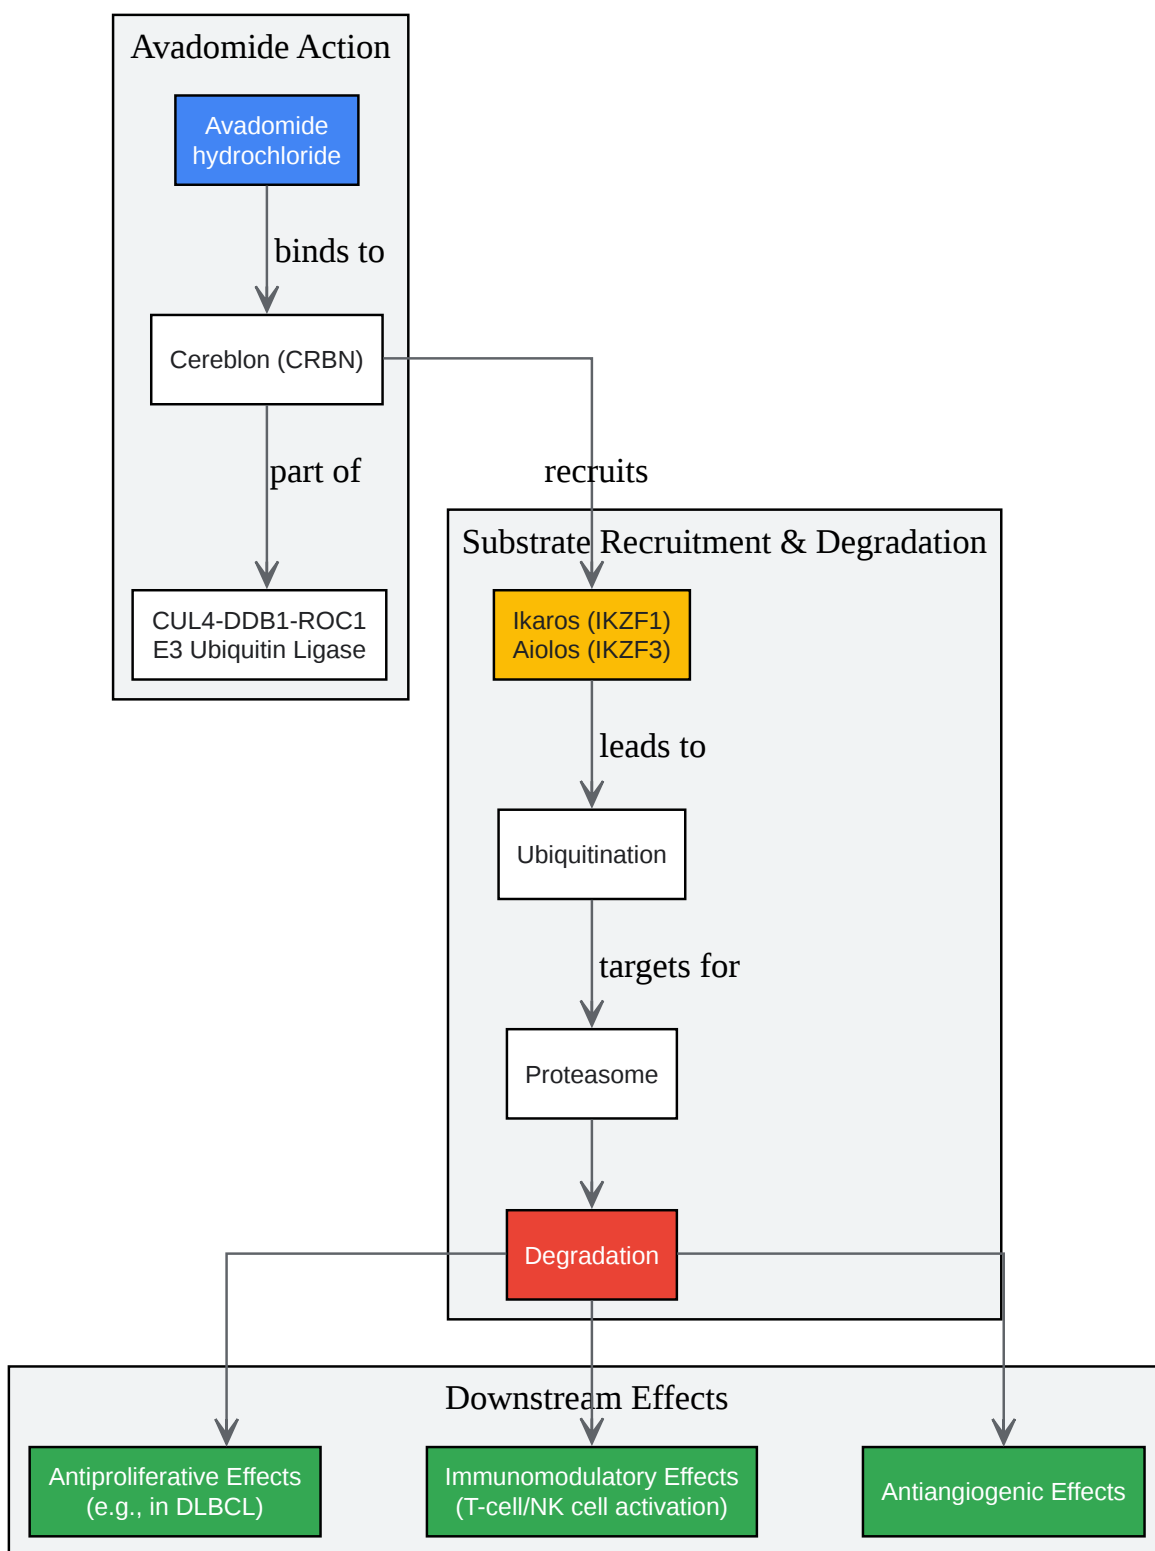 Avadomide Action
Avadomide
hydrochloride
binds to
Cereblon (CRBN)
part of
recruits
Substrate Recruitment & Degradation
CUL4-DDB1-ROC1
E3 Ubiquitin Ligase
Ikaros (IKZF1)
Aiolos (IKZF3)
leads to
Ubiquitination
targets for
Proteasome
Degradation
Downstream Effects
Antiproliferative Effects
(e.g., in DLBCL)
Immunomodulatory Effects
(T-cell/NK cell activation)
Antiangiogenic Effects